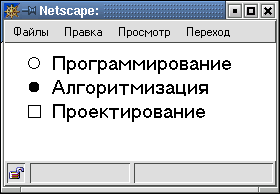 Netscape:
Файлы Правка Просмотр Переход
Программирование
Алгоритмизация
Проектирование